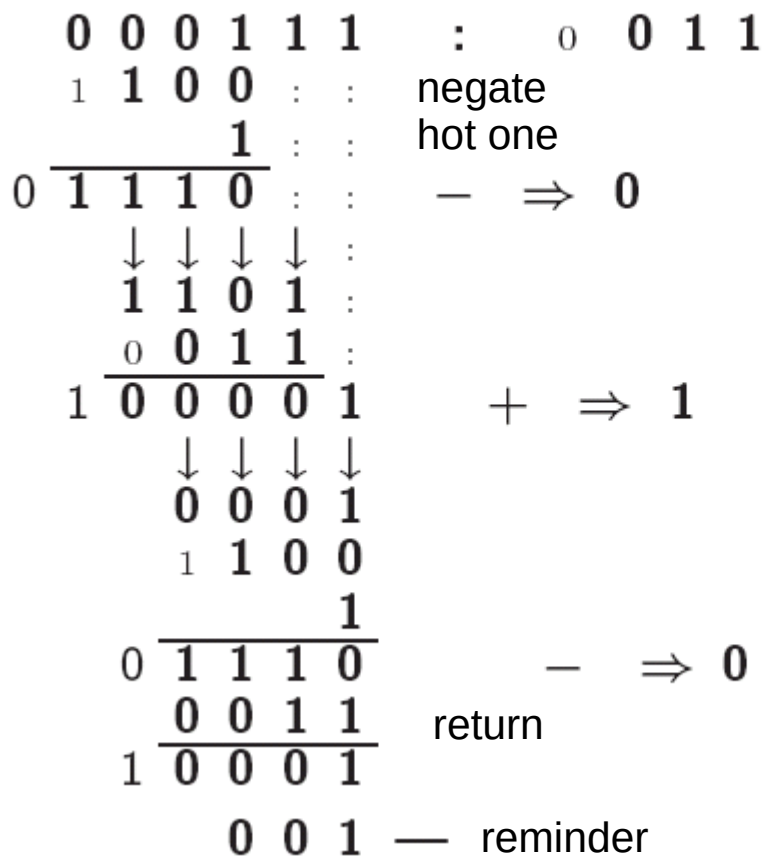 0 0 0 1 1 1 : 0 0 1 1
1 1 0 0 : : negate
1 : : hot one
0 1 1 1 0 : : − ⇒ 0
↓ ↓ ↓ ↓ :
1 1 0 1 :
0 0 1 1 :
1 0 0 0 0 1 + ⇒ 1
↓ ↓ ↓ ↓
0 0 0 1
1 1 0 0
1
0 1 1 1 0 − ⇒ 0
0 0 1 1 return
1 0 0 0 1
0 0 1 — reminder